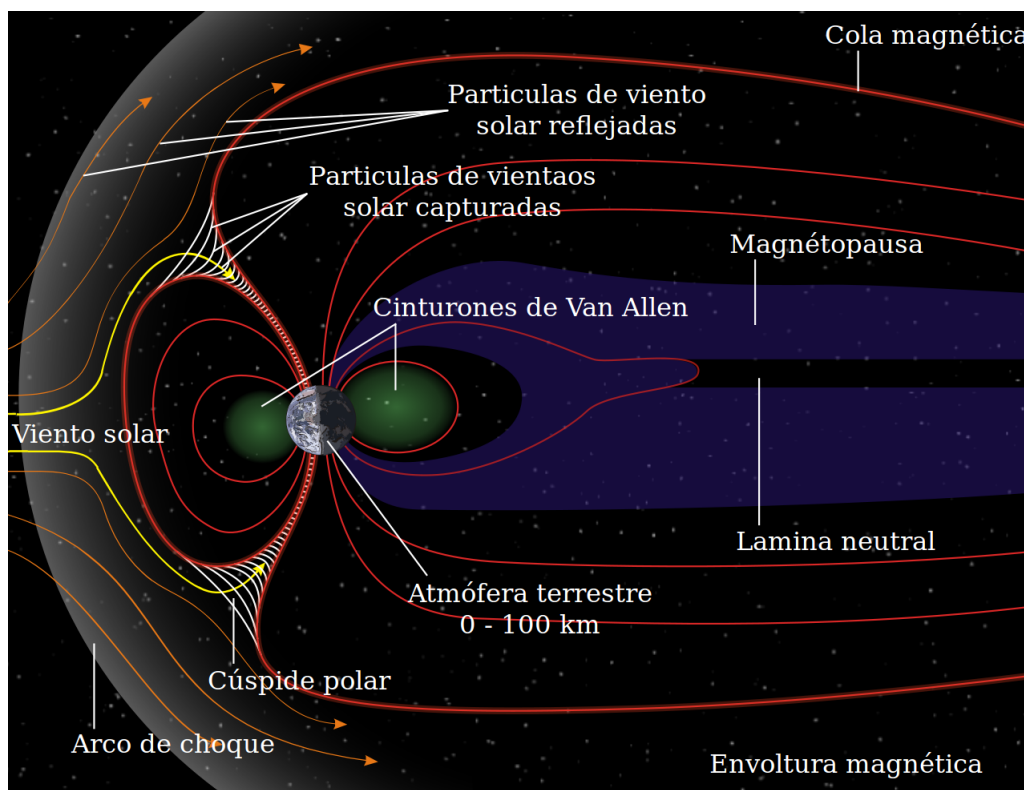 Cola magnética
Particulas de viento
solar reflejadas
Particulas de vientaos
solar capturadas
Magnétopausa
Cinturones de Van Allen
Viento solar
Lamina neutral
Atmófera terrestre
0 - 100 km
Cúspide polar
Arco de choque
Envoltura magnética